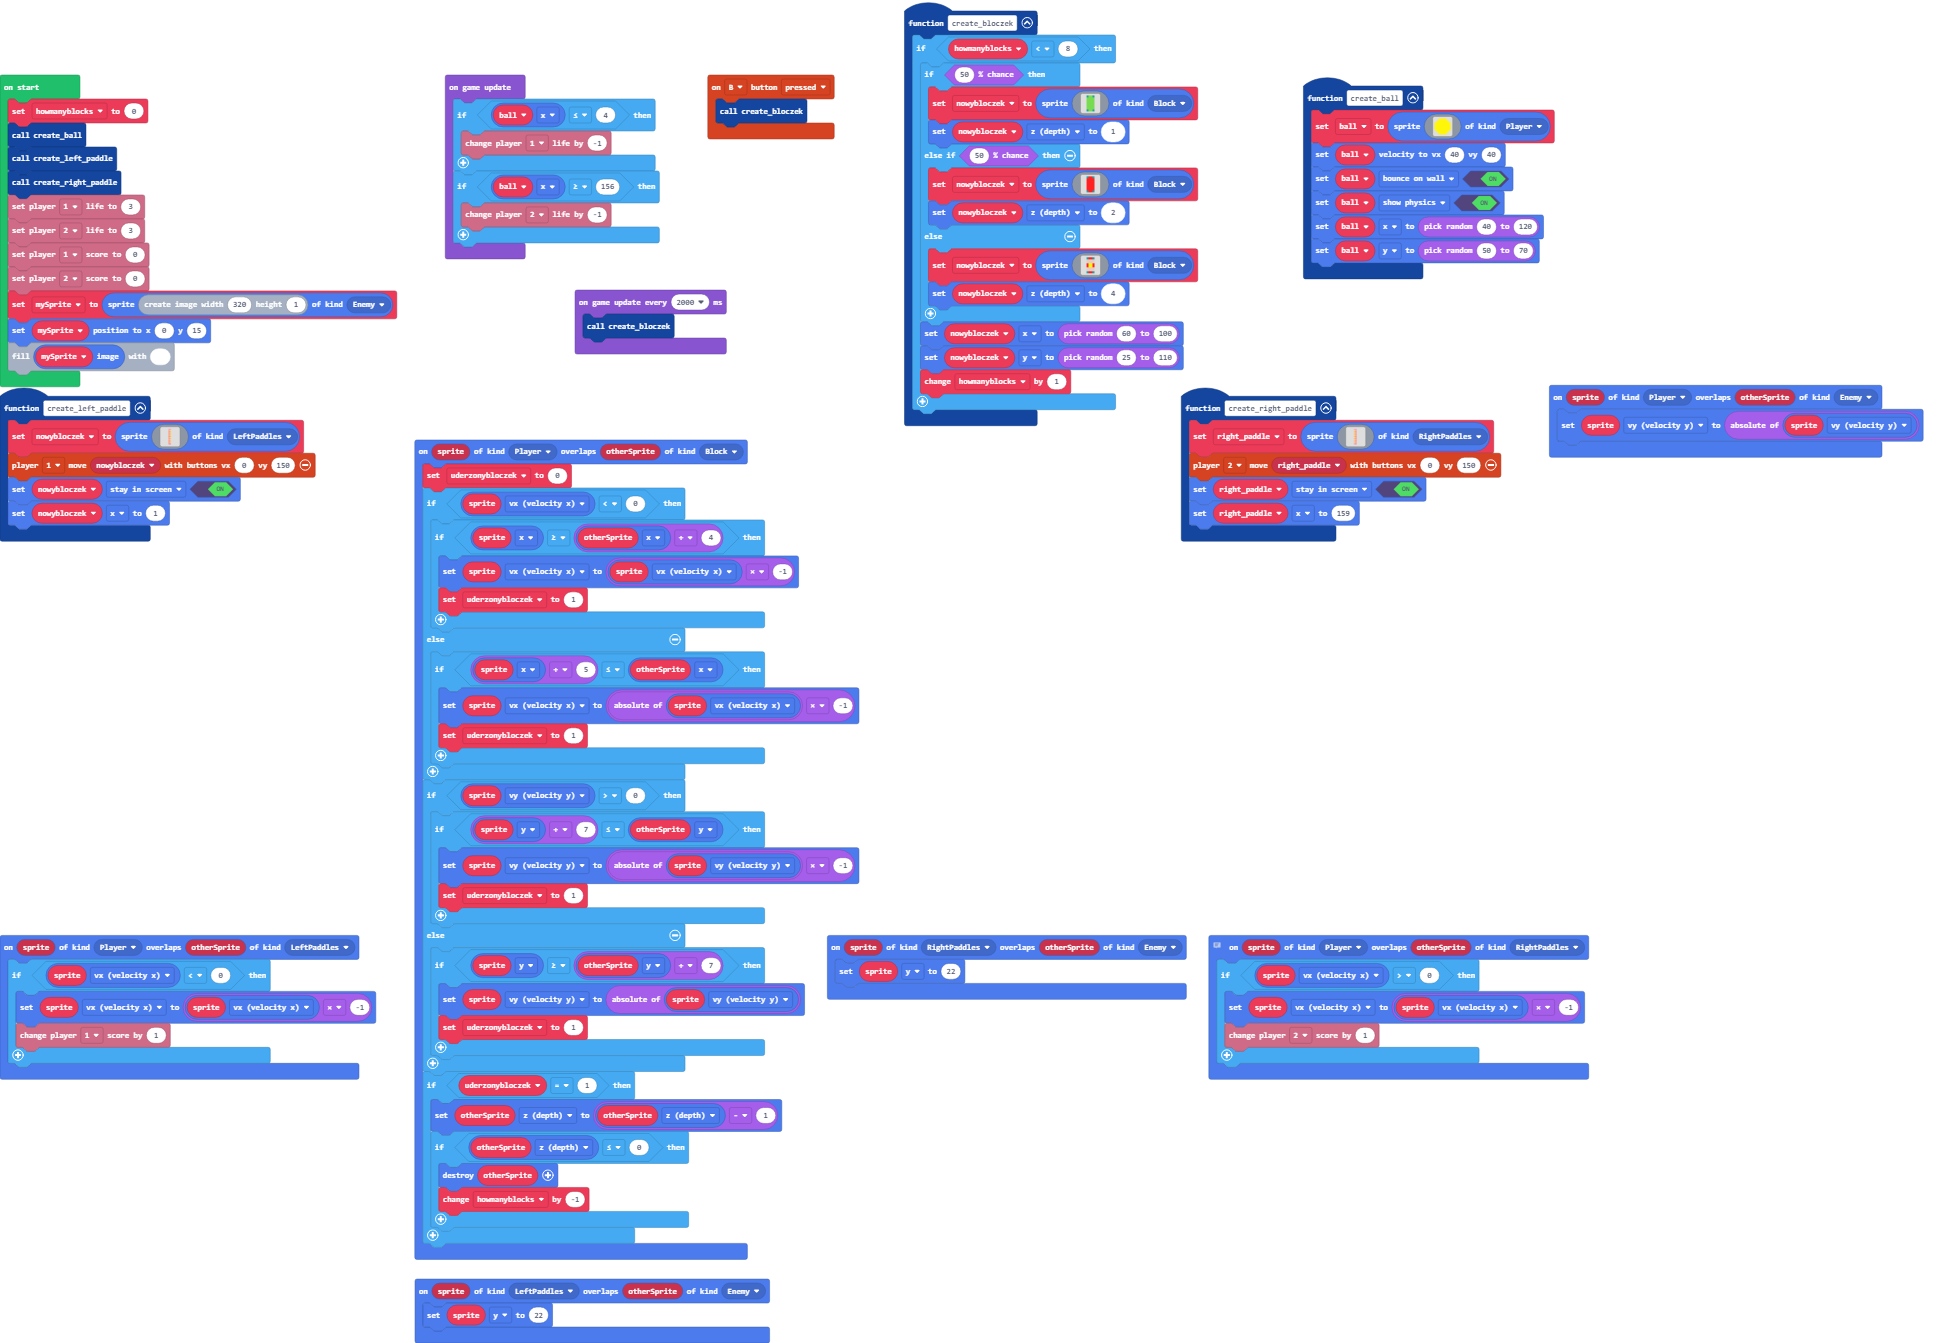 on start
set howmanyblocks to 0
call create_ball
call create_left_paddle
call create_right_paddle
set player 1 life to 3
set player 2 life to 3
set player 1 score to 0
set player 2 score to 0
set mySprite to sprite create image width 320 height 1 of kind Enemy
set mySprite position to x 0 y 15
fill mySprite image with
function create_left_paddle
set nowybloczek to sprite of kind LeftPaddles
player 1 move nowybloczek with buttons vx 0 vy 150
set nowybloczek stay in screen ON
set nowybloczek x to 1
on game update
if ball x ≤ 4 then
change player 1 life by -1
if ball x ≥ 156 then
change player 2 life by -1
on B button pressed
call create_bloczek
on game update every 2000 ms
call create_bloczek
function create_bloczek
if howmanyblocks < 8 then
if 50 % chance then
set nowybloczek to sprite of kind Block
set nowybloczek z (depth) to 1
else if 50 % chance then
set nowybloczek to sprite of kind Block
set nowybloczek z (depth) to 2
else
set nowybloczek to sprite of kind Block
set nowybloczek z (depth) to 4
set nowybloczek x to pick random 60 to 100
set nowybloczek y to pick random 25 to 110
change howmanyblocks by 1
function create_ball
set ball to sprite of kind Player
set ball velocity to vx 40 vy 40
set ball bounce on wall ON
set ball show physics ON
set ball x to pick random 40 to 120
set ball y to pick random 50 to 70
function create_right_paddle
set right_paddle to sprite of kind RightPaddles
player 2 move right_paddle with buttons vx 0 vy 150
set right_paddle stay in screen ON
set right_paddle x to 159
on sprite of kind Player overlaps otherSprite of kind Enemy
set sprite vy (velocity y) to absolute of sprite vy (velocity y)
on sprite of kind Player overlaps otherSprite of kind Block
set uderzonybloczek to 0
if sprite vx (velocity x) < 0 then
if sprite x ≥ otherSprite x + 4 then
set sprite vx (velocity x) to sprite vx (velocity x) × -1
set uderzonybloczek to 1
else
if sprite x + 5 ≤ otherSprite x then
set sprite vx (velocity x) to absolute of sprite vx (velocity x) × -1
set uderzonybloczek to 1
if sprite vy (velocity y) > 0 then
if sprite y + 7 ≤ otherSprite y then
set sprite vy (velocity y) to absolute of sprite vy (velocity y) × -1
set uderzonybloczek to 1
else
if sprite y ≥ otherSprite y + 7 then
set sprite vy (velocity y) to absolute of sprite vy (velocity y)
set uderzonybloczek to 1
if uderzonybloczek = 1 then
set otherSprite z (depth) to otherSprite z (depth) - 1
if otherSprite z (depth) ≤ 0 then
destroy otherSprite
change howmanyblocks by -1
on sprite of kind Player overlaps otherSprite of kind LeftPaddles
if sprite vx (velocity x) < 0 then
set sprite vx (velocity x) to sprite vx (velocity x) × -1
change player 1 score by 1
on sprite of kind RightPaddles overlaps otherSprite of kind Enemy
set sprite y to 22
on sprite of kind Player overlaps otherSprite of kind RightPaddles
if sprite vx (velocity x) > 0 then
set sprite vx (velocity x) to sprite vx (velocity x) × -1
change player 2 score by 1
on sprite of kind LeftPaddles overlaps otherSprite of kind Enemy
set sprite y to 22